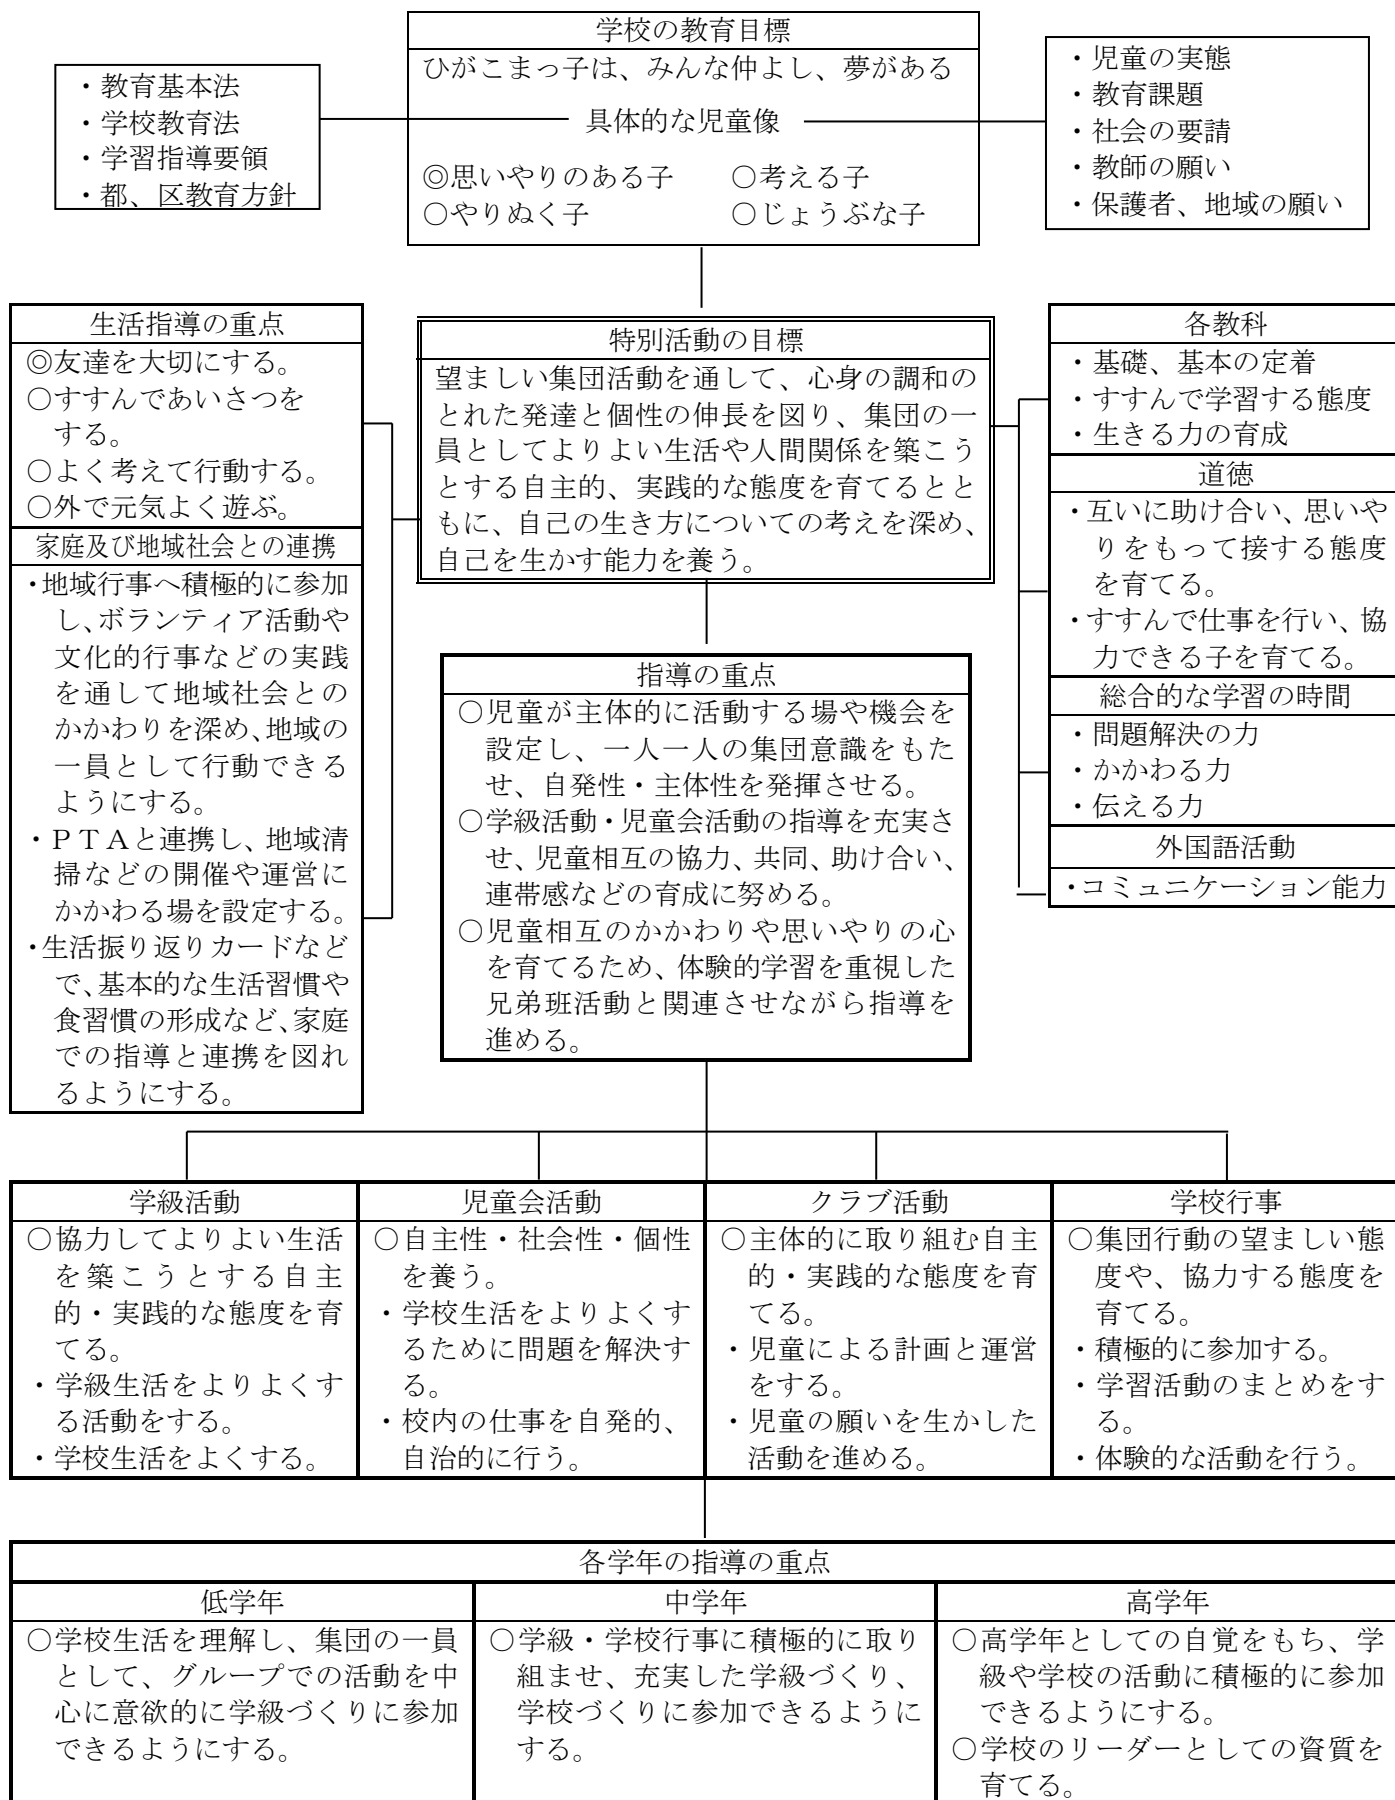 学校の教育目標
ひがこまっ子は、みんな仲よし、夢がある
具体的な児童像
◎思いやりのある子 ○考える子
○やりぬく子 ○じょうぶな子
・教育基本法
・学校教育法
・学習指導要領
・都、区教育方針
・児童の実態
・教育課題
・社会の要請
・教師の願い
・保護者、地域の願い
生活指導の重点
◎友達を大切にする。
○すすんであいさつを
する。
○よく考えて行動する。
○外で元気よく遊ぶ。
家庭及び地域社会との連携
・地域行事へ積極的に参加
し、ボランティア活動や
文化的行事などの実践
を通して地域社会との
かかわりを深め、地域の
一員として行動できる
ようにする。
・ＰＴＡと連携し、地域清
掃などの開催や運営に
かかわる場を設定する。
・生活振り返りカードなど
で、基本的な生活習慣や
食習慣の形成など、家庭
での指導と連携を図れ
るようにする。
特別活動の目標
望ましい集団活動を通して、心身の調和の
とれた発達と個性の伸長を図り、集団の一
員としてよりよい生活や人間関係を築こう
とする自主的、実践的な態度を育てるとと
もに、自己の生き方についての考えを深め、
自己を生かす能力を養う。
指導の重点
○児童が主体的に活動する場や機会を
設定し、一人一人の集団意識をもた
せ、自発性・主体性を発揮させる。
○学級活動・児童会活動の指導を充実さ
せ、児童相互の協力、共同、助け合い、
連帯感などの育成に努める。
○児童相互のかかわりや思いやりの心
を育てるため、体験的学習を重視した
兄弟班活動と関連させながら指導を
進める。
各教科
・基礎、基本の定着
・すすんで学習する態度
・生きる力の育成
道徳
・互いに助け合い、思いや
りをもって接する態度
を育てる。
・すすんで仕事を行い、協
力できる子を育てる。
総合的な学習の時間
・問題解決の力
・かかわる力
・伝える力
外国語活動
・コミュニケーション能力
学級活動
○協力してよりよい生活
を築こうとする自主
的・実践的な態度を育
てる。
・学級生活をよりよくす
る活動をする。
・学校生活をよくする。
児童会活動
○自主性・社会性・個性
を養う。
・学校生活をよりよくす
るために問題を解決す
る。
・校内の仕事を自発的、
自治的に行う。
クラブ活動
○主体的に取り組む自主
的・実践的な態度を育
てる。
・児童による計画と運営
をする。
・児童の願いを生かした
活動を進める。
学校行事
○集団行動の望ましい態
度や、協力する態度を
育てる。
・積極的に参加する。
・学習活動のまとめをす
る。
・体験的な活動を行う。
各学年の指導の重点
低学年
○学校生活を理解し、集団の一員
として、グループでの活動を中
心に意欲的に学級づくりに参加
できるようにする。
中学年
○学級・学校行事に積極的に取り
組ませ、充実した学級づくり、
学校づくりに参加できるように
する。
高学年
○高学年としての自覚をもち、学
級や学校の活動に積極的に参加
できるようにする。
○学校のリーダーとしての資質を
育てる。